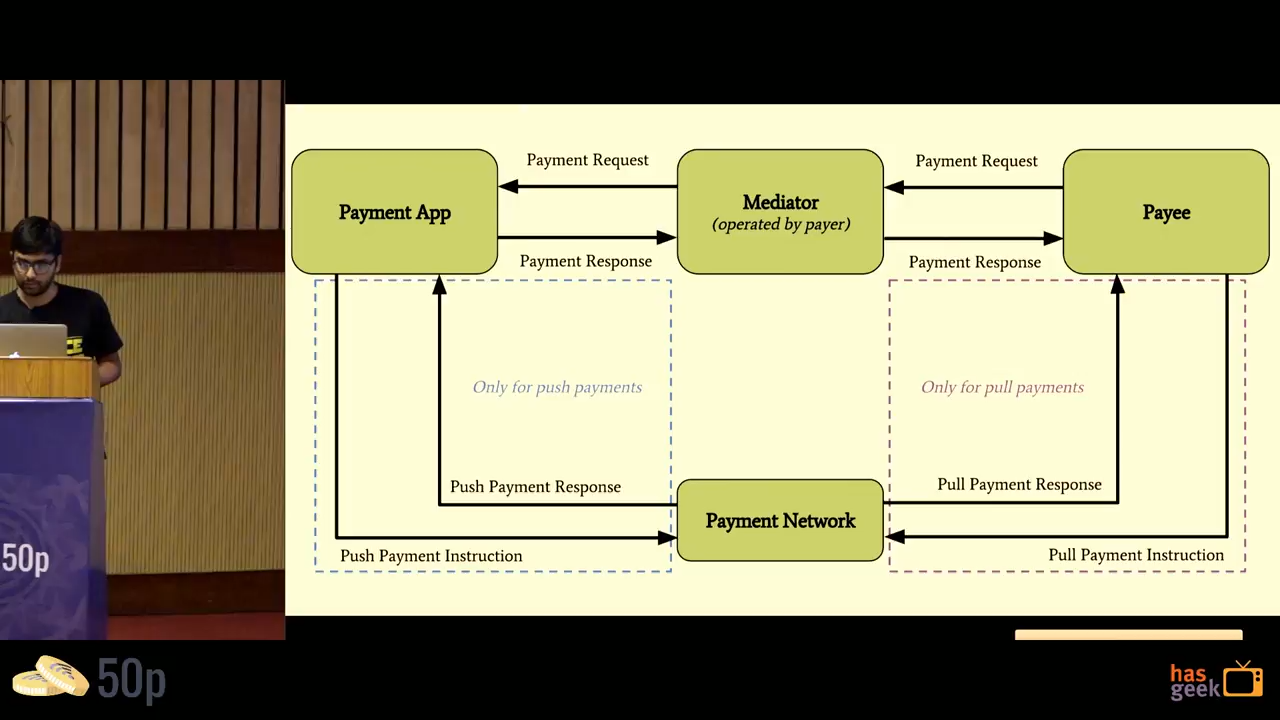 Payment Request
Payment Request
Payment App
Mediator
(operated by payer)
Payee
Payment Response
Payment Response
Only for push payments
Only for pull payments
Push Payment Response
Pull Payment Response
Payment Network
Push Payment Instruction
Pull Payment Instruction
50p
50p
has
geek